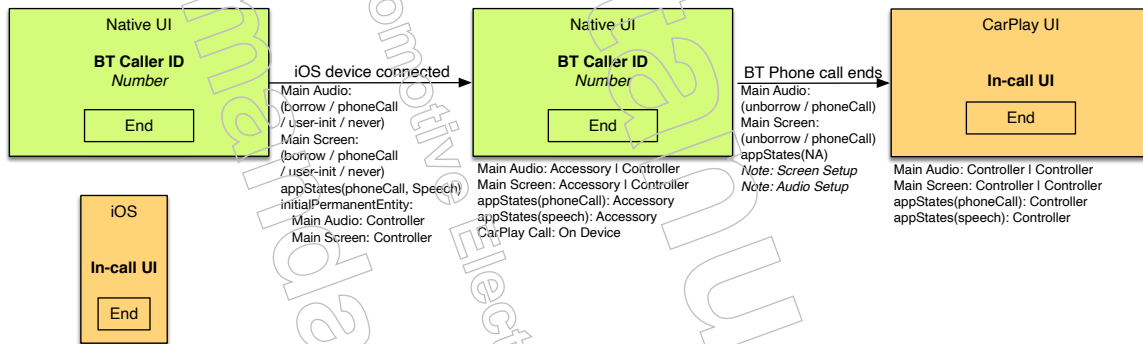 Native UI
BT Caller ID
Number
End
iOS device connected
Main Audio:
(borrow / phoneCall
/ user-init / never)
Main Screen:
(borrow / phoneCall
/ user-init / never)
appStates(phoneCall, Speech)
initialPermanentEntity:
Main Audio: Controller
Main Screen: Controller
Native UI
BT Caller ID
Number
End
Main Audio: Accessory | Controller
Main Screen: Accessory | Controller
appStates(phoneCall): Accessory
appStates(speech): Accessory
CarPlay Call: On Device
BT Phone call ends
Main Audio:
(unborrow / phoneCall)
Main Screen:
(unborrow / phoneCall)
appStates(NA)
Note: Screen Setup
Note: Audio Setup
CarPlay UI
In-call UI
End
Main Audio: Controller | Controller
Main Screen: Controller | Controller
appStates(phoneCall): Controller
appStates(speech): Controller
iOS
In-call UI
End